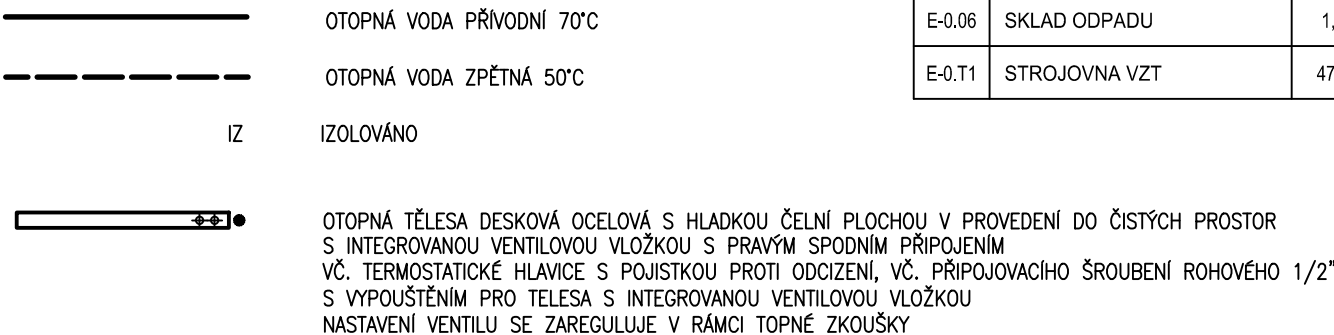 OTOPNÁ VODA PŘÍVODNÍ 70°C
OTOPNÁ VODA ZPĚTNÁ 50°C
IZ IZOLOVÁNO
OTOPNÁ TĚLESA DESKOVÁ OCELOVÁ S HLADKOU ČELNÍ PLOCHOU V PROVEDENÍ DO ČISTÝCH PROSTOR
S INTEGROVANOU VENTILOVOU VLOŽKOU S PRAVÝM SPODNÍM PŘIPOJENÍM
VČ. TERMOSTATICKÉ HLAVICE S POJISTKOU PROTI ODCIZENÍ, VČ. PŘIPOJOVACÍHO ŠROUBENÍ ROHOVÉHO 1/2"
S VYPOUŠTĚNÍM PRO TELESA S INTEGROVANOU VENTILOVOU VLOŽKOU
NASTAVENÍ VENTILU SE ZAREGULUJE V RÁMCI TOPNÉ ZKOUŠKY
E-0.06 SKLAD ODPADU 1,
E-0.T1 STROJOVNA VZT 47